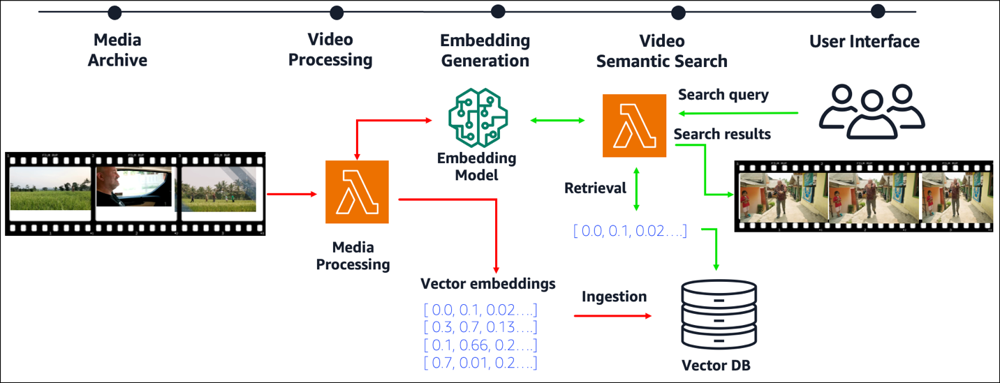 Media
Archive
Video
Processing
Embedding
Generation
Video
Semantic Search
User Interface
Search query
Search results
Embedding
Model
Retrieval
[ 0.0, 0.1, 0.02….]
Media
Processing
Vector embeddings
[ 0.0, 0.1, 0.02….]
[ 0.3, 0.7, 0.13….]
[ 0.1, 0.66, 0.2….]
[ 0.7, 0.01, 0.2….]
Ingestion
Vector DB